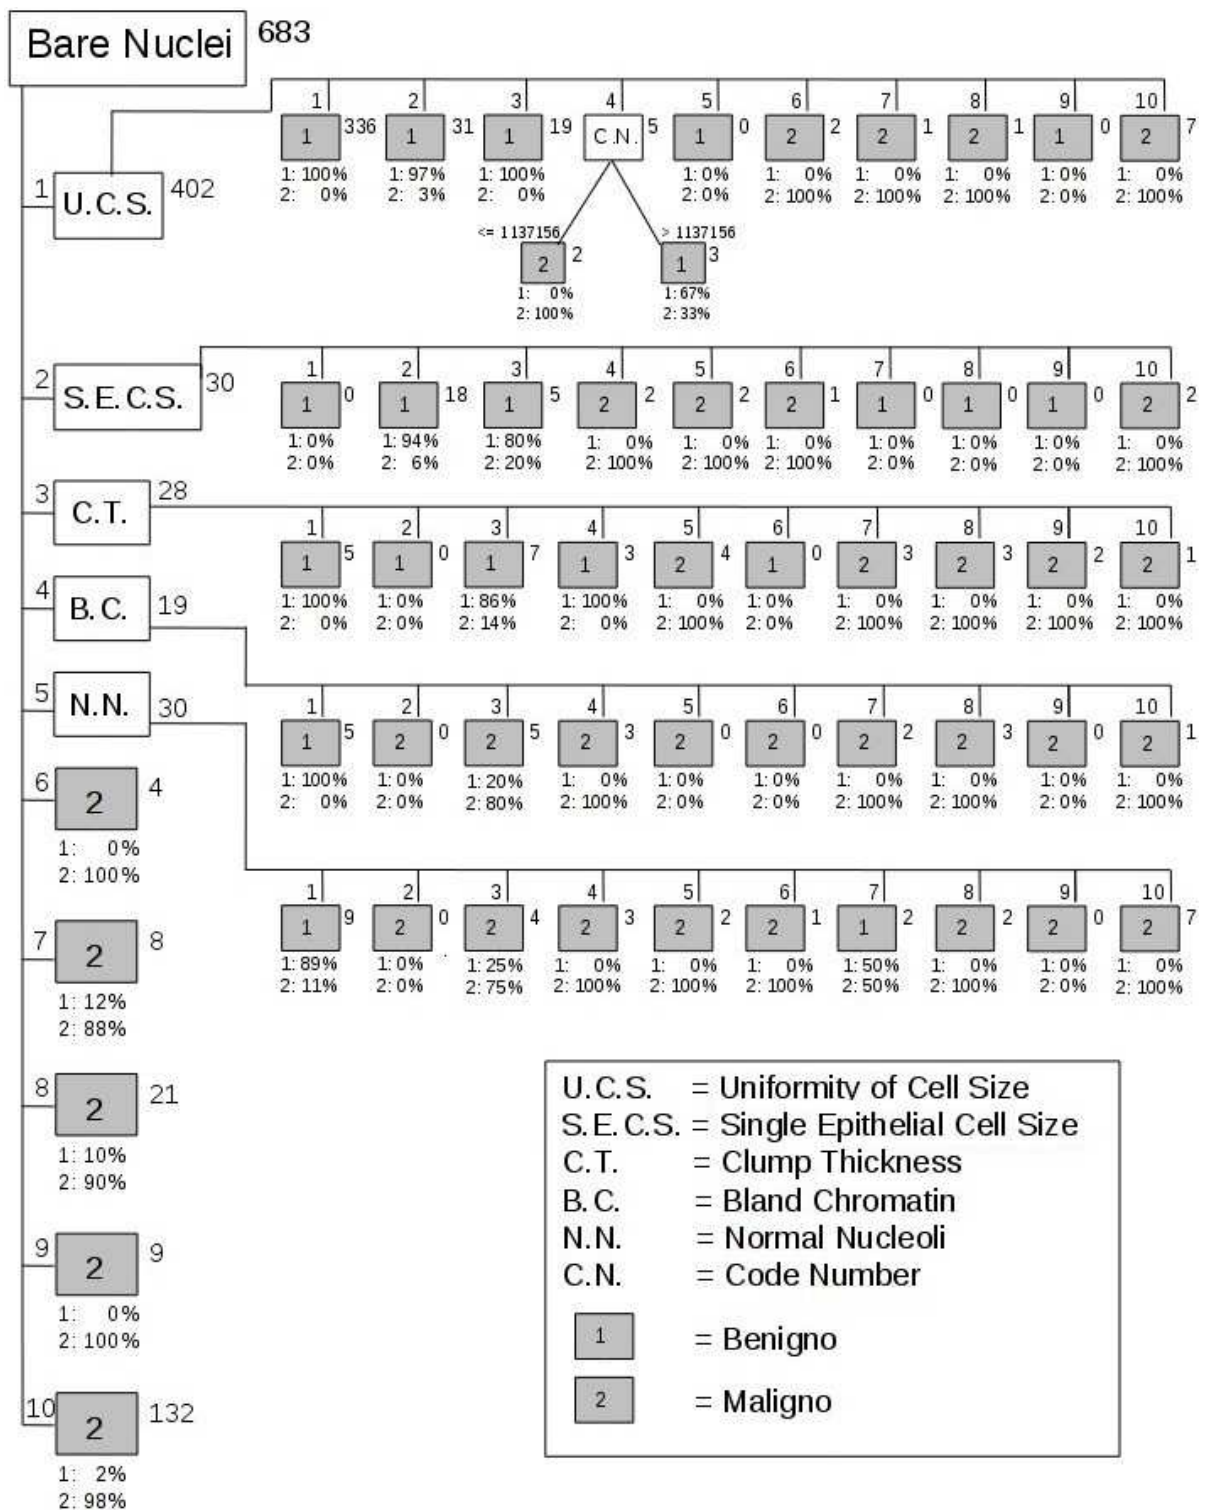 Bare Nuclei 683
1 2 3 4 5 6 7 8 9 10
1 336 1 31 1 19 C.N. 5 1 0 2 2 2 1 2 1 1 0 2 7
1: 100% 1: 97% 1: 100% 1: 0% 1: 0% 1: 0% 1: 0% 1: 0% 1: 0%
2: 0% 2: 3% 2: 0% 2: 0% 2: 100% 2: 100% 2: 100% 2: 0% 2: 100%
1 U.C.S. 402
<= 1137156 > 1137156
2 2 1 3
1: 0% 1: 67%
2: 100% 2: 33%
2 S.E.C.S. 30
1 2 3 4 5 6 7 8 9 10
1 0 1 18 1 5 2 2 2 2 2 1 1 0 1 0 1 0 2 2
1: 0% 1: 94% 1: 80% 1: 0% 1: 0% 1: 0% 1: 0% 1: 0% 1: 0% 1: 0%
2: 0% 2: 6% 2: 20% 2: 100% 2: 100% 2: 100% 2: 0% 2: 0% 2: 0% 2: 100%
3 C.T. 28
1 2 3 4 5 6 7 8 9 10
1 5 1 0 1 7 1 3 2 4 1 0 2 3 2 3 2 2 2 1
1: 100% 1: 0% 1: 86% 1: 100% 1: 0% 1: 0% 1: 0% 1: 0% 1: 0% 1: 0%
2: 0% 2: 0% 2: 14% 2: 0% 2: 100% 2: 0% 2: 100% 2: 100% 2: 100% 2: 100%
4 B.C. 19
1 2 3 4 5 6 7 8 9 10
1 5 2 0 2 5 2 3 2 0 2 0 2 2 2 3 2 0 2 1
1: 100% 1: 0% 1: 20% 1: 0% 1: 0% 1: 0% 1: 0% 1: 0% 1: 0% 1: 0%
2: 0% 2: 0% 2: 80% 2: 100% 2: 0% 2: 0% 2: 100% 2: 100% 2: 0% 2: 100%
5 N.N. 30
1 2 3 4 5 6 7 8 9 10
1 9 2 0 2 4 2 3 2 2 2 1 1 2 2 2 2 0 2 7
1: 89% 1: 0% 1: 25% 1: 0% 1: 0% 1: 0% 1: 50% 1: 0% 1: 0% 1: 0%
2: 11% 2: 0% 2: 75% 2: 100% 2: 100% 2: 100% 2: 50% 2: 100% 2: 0% 2: 100%
6 2 4
1: 0%
2: 100%
7 2 8
1: 12%
2: 88%
8 2 21
1: 10%
2: 90%
9 2 9
1: 0%
2: 100%
10 2 132
1: 2%
2: 98%
U.C.S. = Uniformity of Cell Size
S.E.C.S. = Single Epithelial Cell Size
C.T. = Clump Thickness
B.C. = Bland Chromatin
N.N. = Normal Nucleoli
C.N. = Code Number
1 = Benigno
2 = Maligno